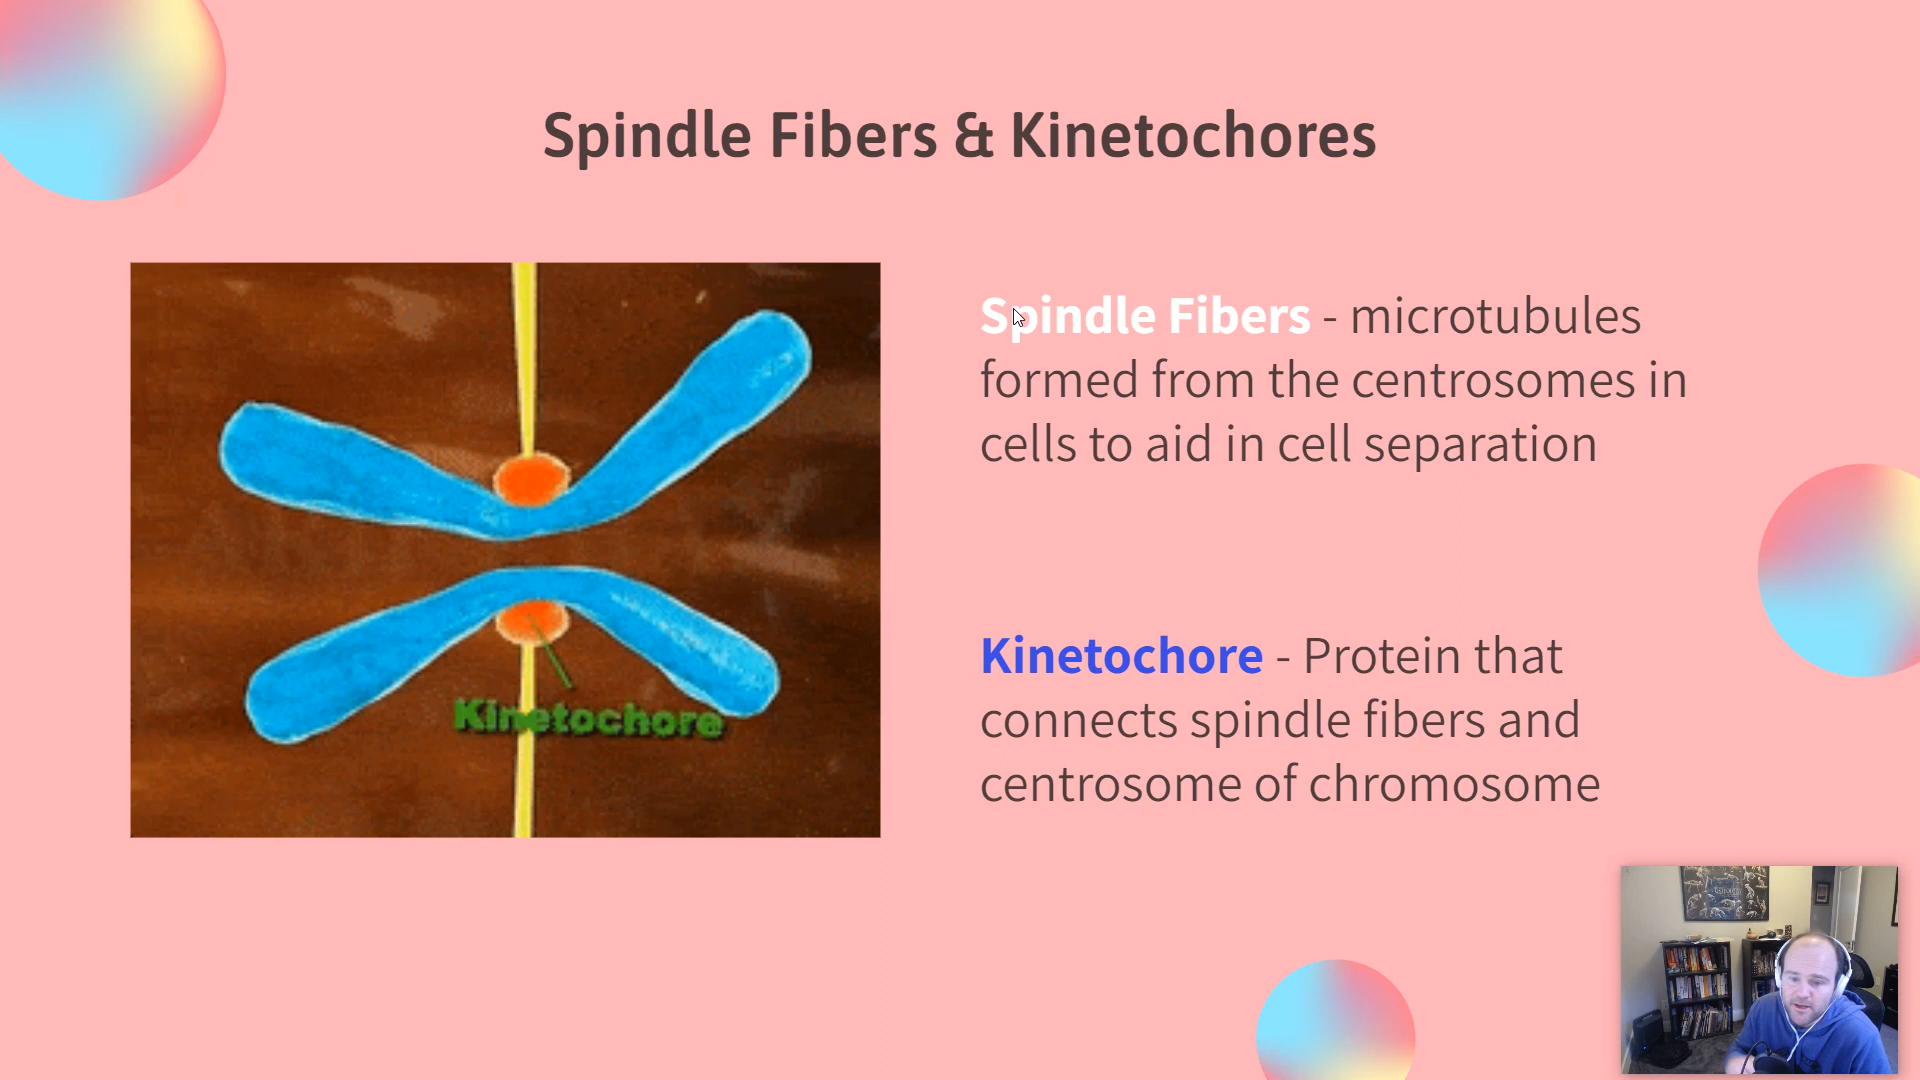 Spindle Fibers & Kinetochores
Spindle Fibers - microtubules
formed from the centrosomes in
cells to aid in cell separation
Kinetochore
Kinetochore - Protein that
connects spindle fibers and
centrosome of chromosome